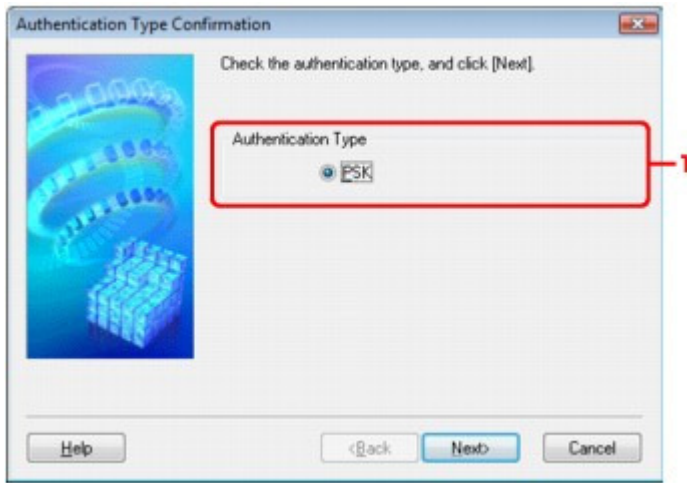 Authentication Type Confirmation
Check the authentication type, and click [Next].
Authentication Type
PSK
1
Help
<Back
Next>
Cancel